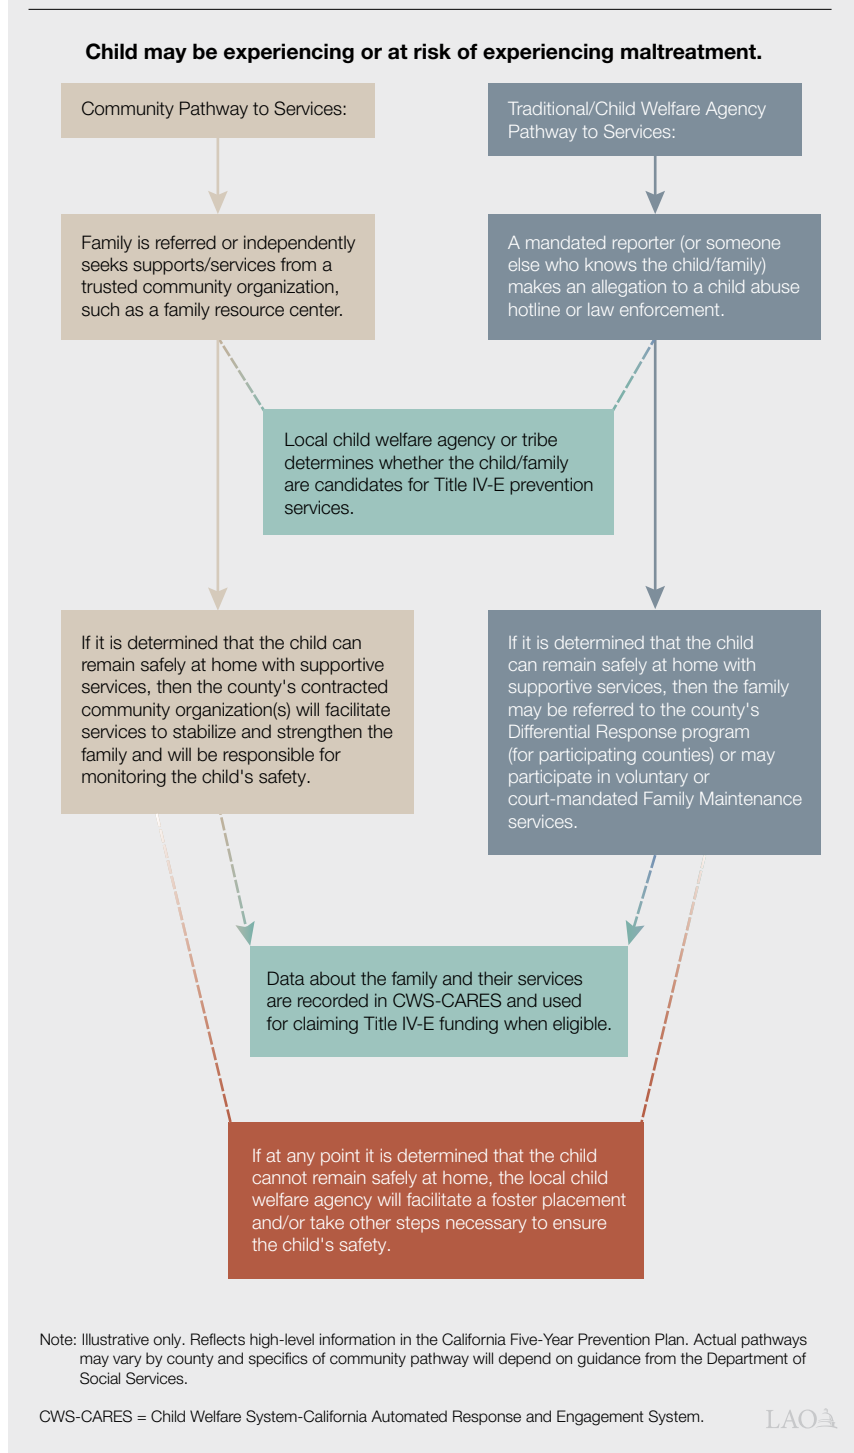 Child may be experiencing or at risk of experiencing maltreatment.
Community Pathway to Services:
Traditional/Child Welfare Agency
Pathway to Services:
Family is referred or independently
seeks supports/services from a
trusted community organization,
such as a family resource center.
A mandated reporter (or someone
else who knows the child/family)
makes an allegation to a child abuse
hotline or law enforcement.
Local child welfare agency or tribe
determines whether the child/family
are candidates for Title IV-E prevention
services.
If it is determined that the child can
remain safely at home with supportive
services, then the county's contracted
community organization(s) will facilitate
services to stabilize and strengthen the
family and will be responsible for
monitoring the child's safety.
If it is determined that the child
can remain safely at home with
supportive services, then the family
may be referred to the county's
Differential Response program
(for participating counties) or may
participate in voluntary or
court-mandated Family Maintenance
services.
Data about the family and their services
are recorded in CWS-CARES and used
for claiming Title IV-E funding when eligible.
If at any point it is determined that the child
cannot remain safely at home, the local child
welfare agency will facilitate a foster placement
and/or take other steps necessary to ensure
the child's safety.
Note: Illustrative only. Reflects high-level information in the California Five-Year Prevention Plan. Actual pathways
may vary by county and specifics of community pathway will depend on guidance from the Department of
Social Services.
CWS-CARES = Child Welfare System-California Automated Response and Engagement System.
LAO